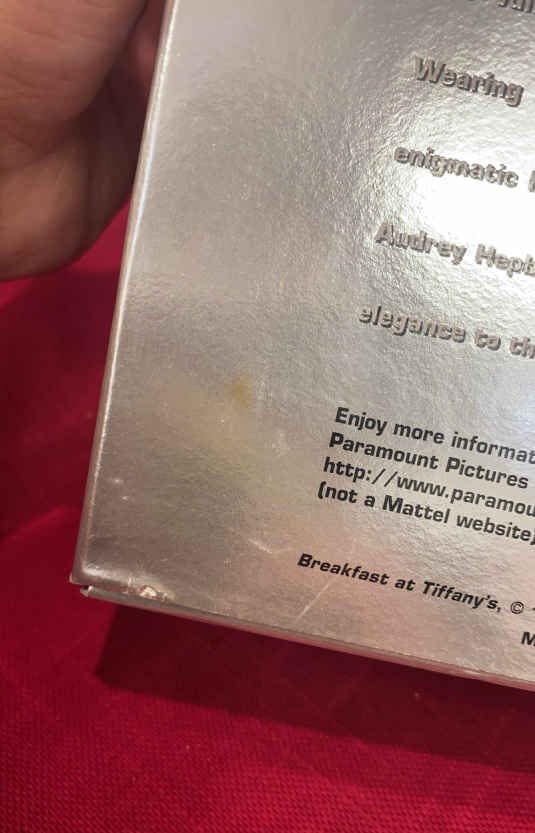 Wearing
enigmatic
Audrey Hepb
elegance to th
Enjoy more informat
Paramount Pictures
http://www.paramou
(not a Mattel website)
Breakfast at Tiffany's, ©
M